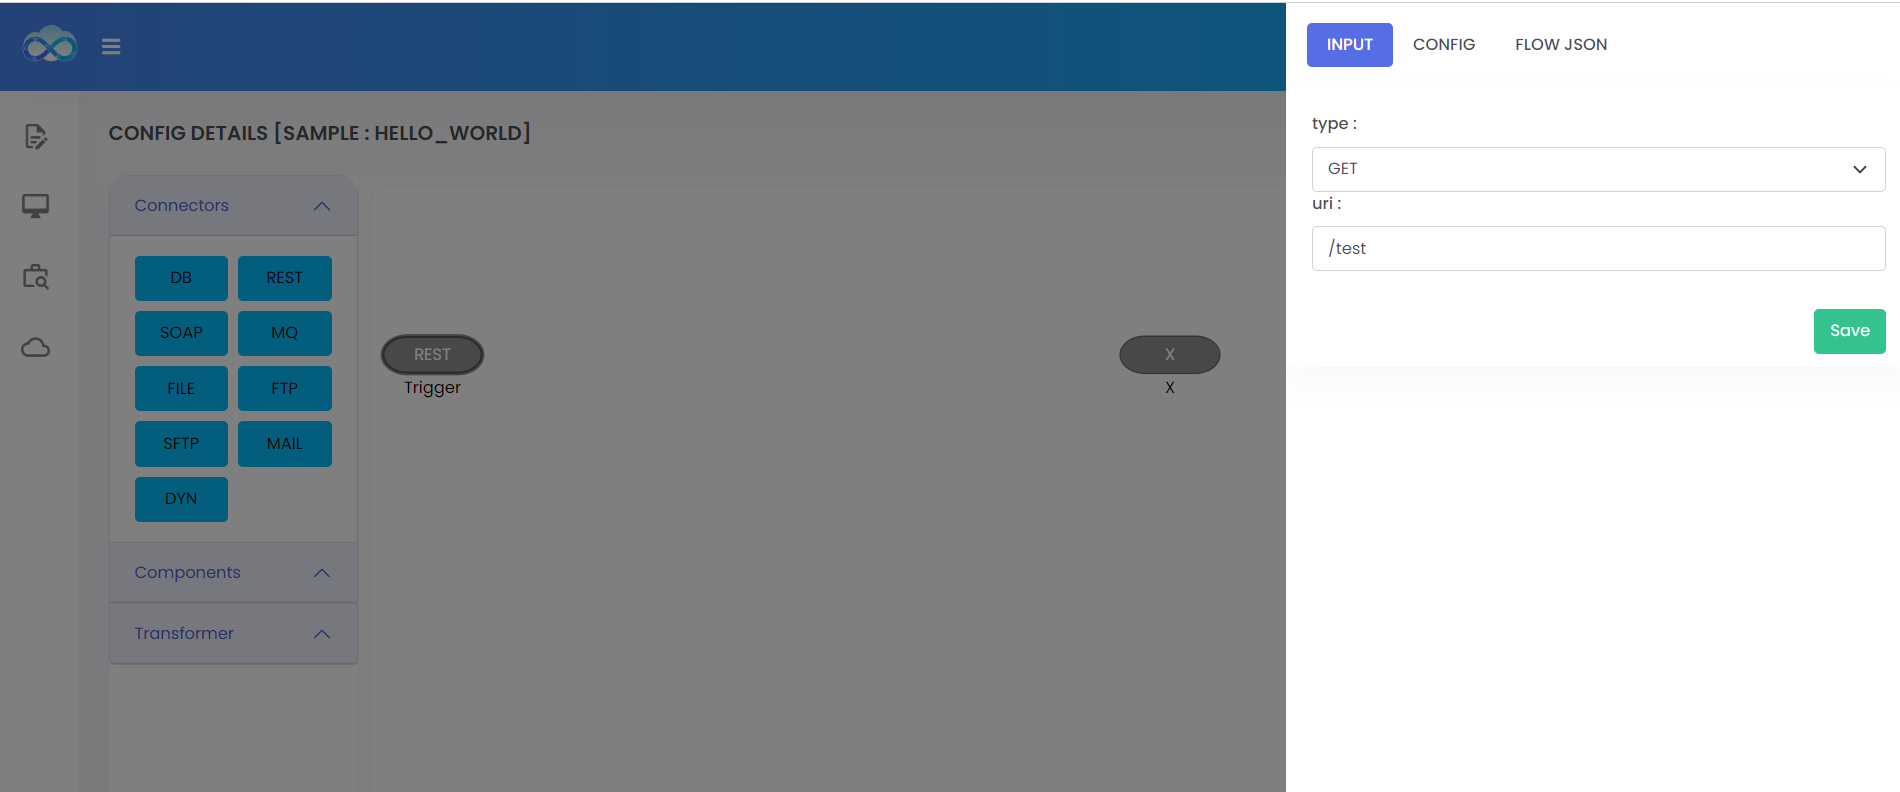 INPUT CONFIG FLOW JSON
CONFIG DETAILS [SAMPLE : HELLO_WORLD]
Connectors
DB REST
SOAP MQ
FILE FTP
SFTP MAIL
DYN
Components
Transformer
REST
Trigger
X
X
type :
GET
uri :
/test
Save